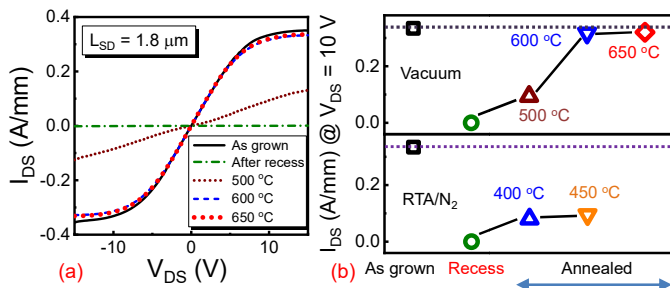 L_SD = 1.8 μm
I_DS (A/mm)
0.4
0.2
0.0
-0.2
-0.4
As grown
After recess
500 °C
600 °C
650 °C
-10
0
10
(a)
V_DS (V)
I_DS (A/mm) @ V_DS = 10 V
0.2
0.0
600 °C
650 °C
Vacuum
500 °C
0.2
0.0
400 °C
450 °C
RTA/N₂
(b)
As grown
Recess
Annealed